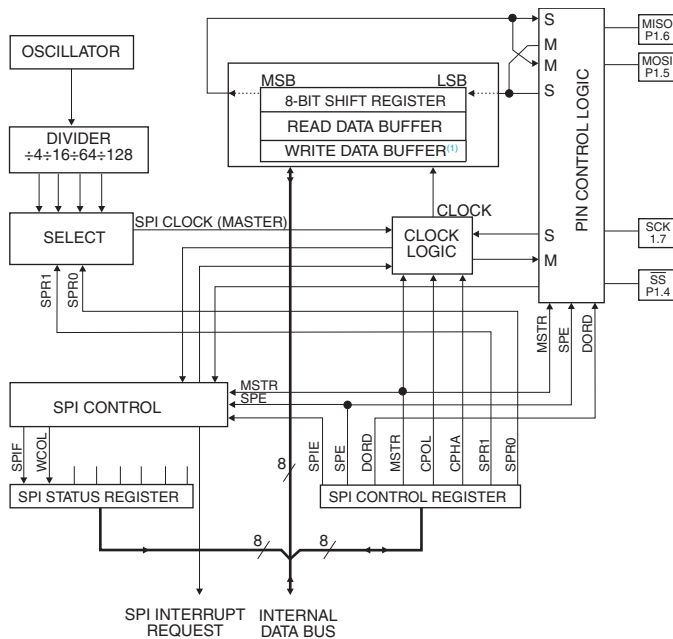 OSCILLATOR
DIVIDER
÷4÷16÷64÷128
SELECT
SPI CLOCK (MASTER)
SPR1
SPR0
MSB
LSB
8-BIT SHIFT REGISTER
READ DATA BUFFER
WRITE DATA BUFFER(1)
CLOCK
CLOCK
LOGIC
S
M
M
S
S
M
PIN CONTROL LOGIC
MISO
P1.6
MOSI
P1.5
SCK
1.7
SS
P1.4
MSTR
SPE
DORD
SPI CONTROL
MSTR
SPE
SPIF
WCOL
SPI STATUS REGISTER
8
SPIE
SPE
DORD
MSTR
CPOL
CPHA
SPR1
SPR0
SPI CONTROL REGISTER
8
8
SPI INTERRUPT
REQUEST
INTERNAL
DATA BUS